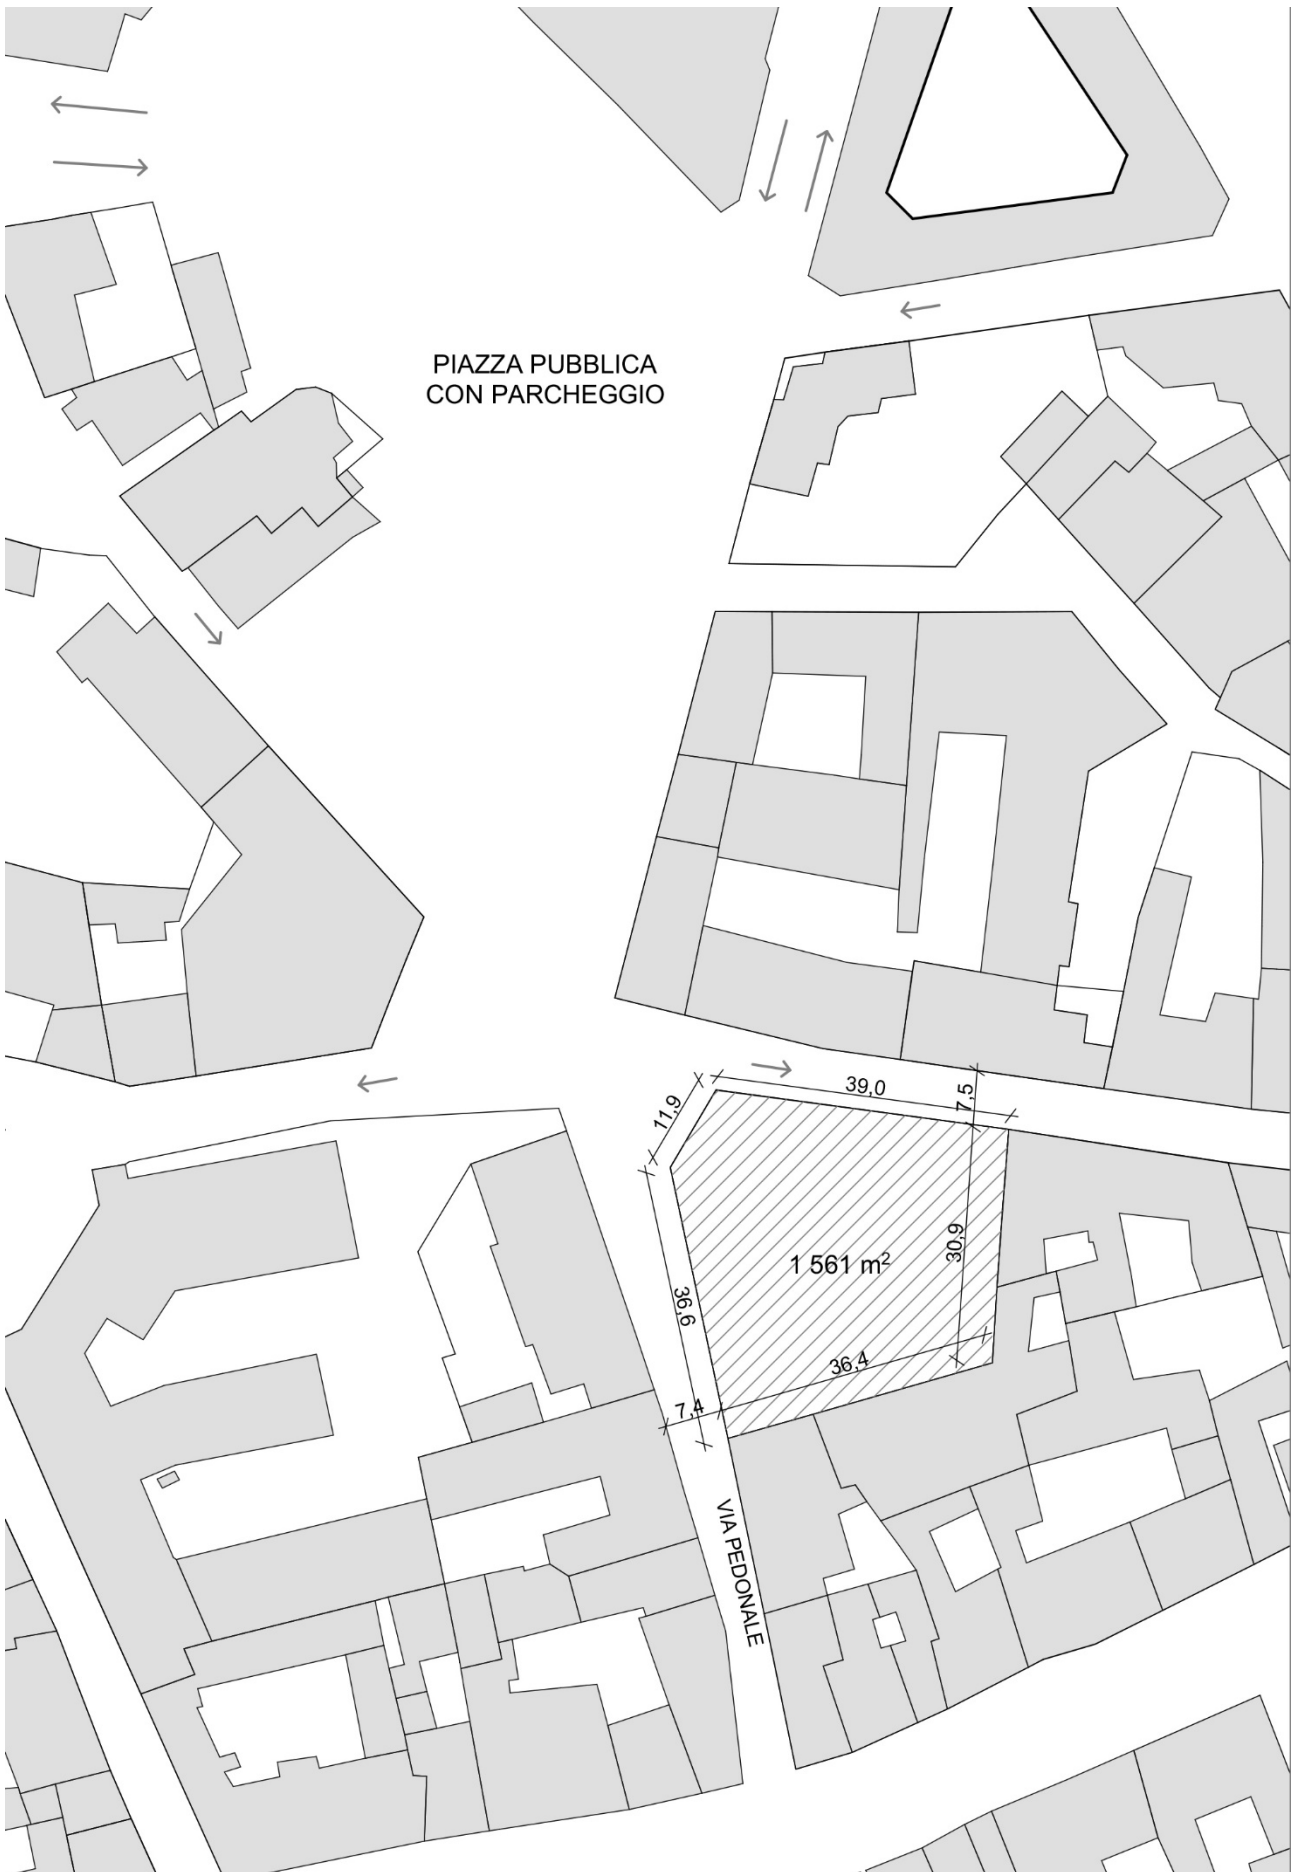 PIAZZA PUBBLICA
CON PARCHEGGIO
39,0
7,5
11,9
30,9
1 561 m²
36,6
36,4
7,4
VIA PEDONALE